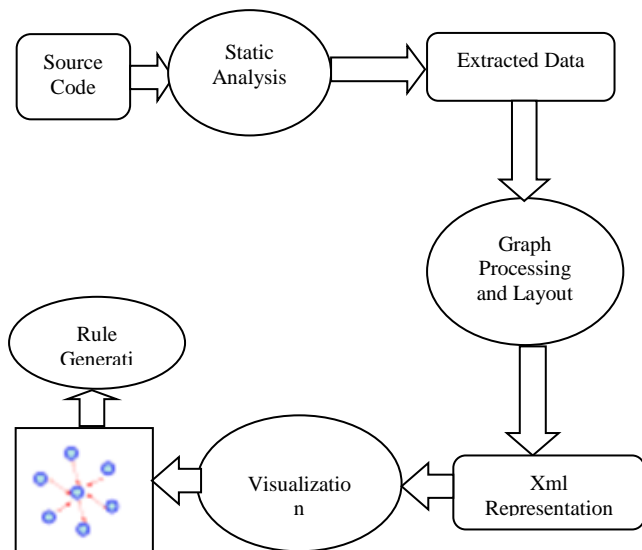 Source
Code
Static
Analysis
Extracted Data
Graph
Processing
and Layout
Xml
Representation
Visualizatio
n
Rule
Generati